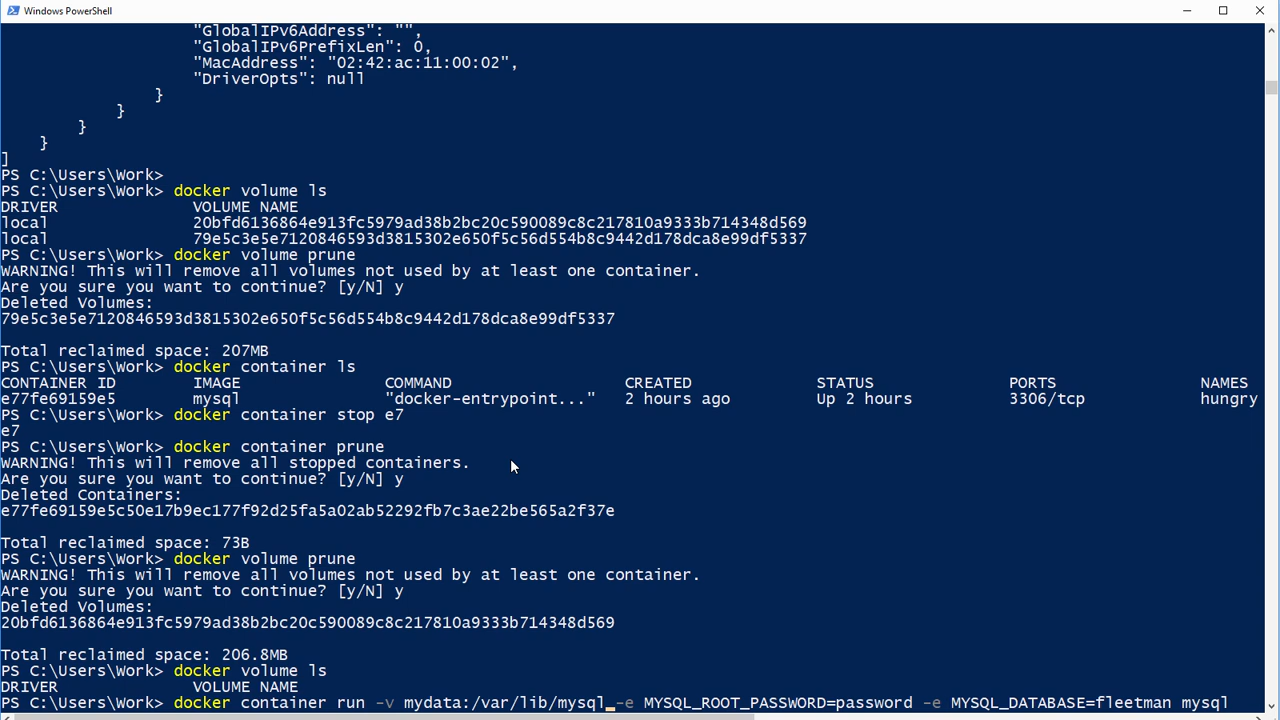 Windows PowerShell
"GlobalIPv6Address": "",
"GlobalIPv6PrefixLen": 0,
"MacAddress": "02:42:ac:11:00:02",
"DriverOpts": null
}
}
}
}
]
PS C:\Users\Work>
PS C:\Users\Work> docker volume ls
DRIVER VOLUME NAME
local 20bfd6136864e913fc5979ad38b2bc20c590089c8c217810a9333b714348d569
local 79e5c3e5e7120846593d3815302e650f5c56d554b8c9442d178dca8e99df5337
PS C:\Users\Work> docker volume prune
WARNING! This will remove all volumes not used by at least one container.
Are you sure you want to continue? [y/N] y
Deleted Volumes:
79e5c3e5e7120846593d3815302e650f5c56d554b8c9442d178dca8e99df5337
Total reclaimed space: 207MB
PS C:\Users\Work> docker container ls
CONTAINER ID IMAGE COMMAND CREATED STATUS PORTS NAMES
e77fe69159e5 mysql "docker-entrypoint..." 2 hours ago Up 2 hours 3306/tcp hungry
PS C:\Users\Work> docker container stop e7
e7
PS C:\Users\Work> docker container prune
WARNING! This will remove all stopped containers.
Are you sure you want to continue? [y/N] y
Deleted Containers:
e77fe69159e5c50e17b9ec177f92d25fa5a02ab52292fb7c3ae22be565a2f37e
Total reclaimed space: 73B
PS C:\Users\Work> docker volume prune
WARNING! This will remove all volumes not used by at least one container.
Are you sure you want to continue? [y/N] y
Deleted Volumes:
20bfd6136864e913fc5979ad38b2bc20c590089c8c217810a9333b714348d569
Total reclaimed space: 206.8MB
PS C:\Users\Work> docker volume ls
DRIVER VOLUME NAME
PS C:\Users\Work> docker container run -v mydata:/var/lib/mysql -e MYSQL_ROOT_PASSWORD=password -e MYSQL_DATABASE=fleetman mysql